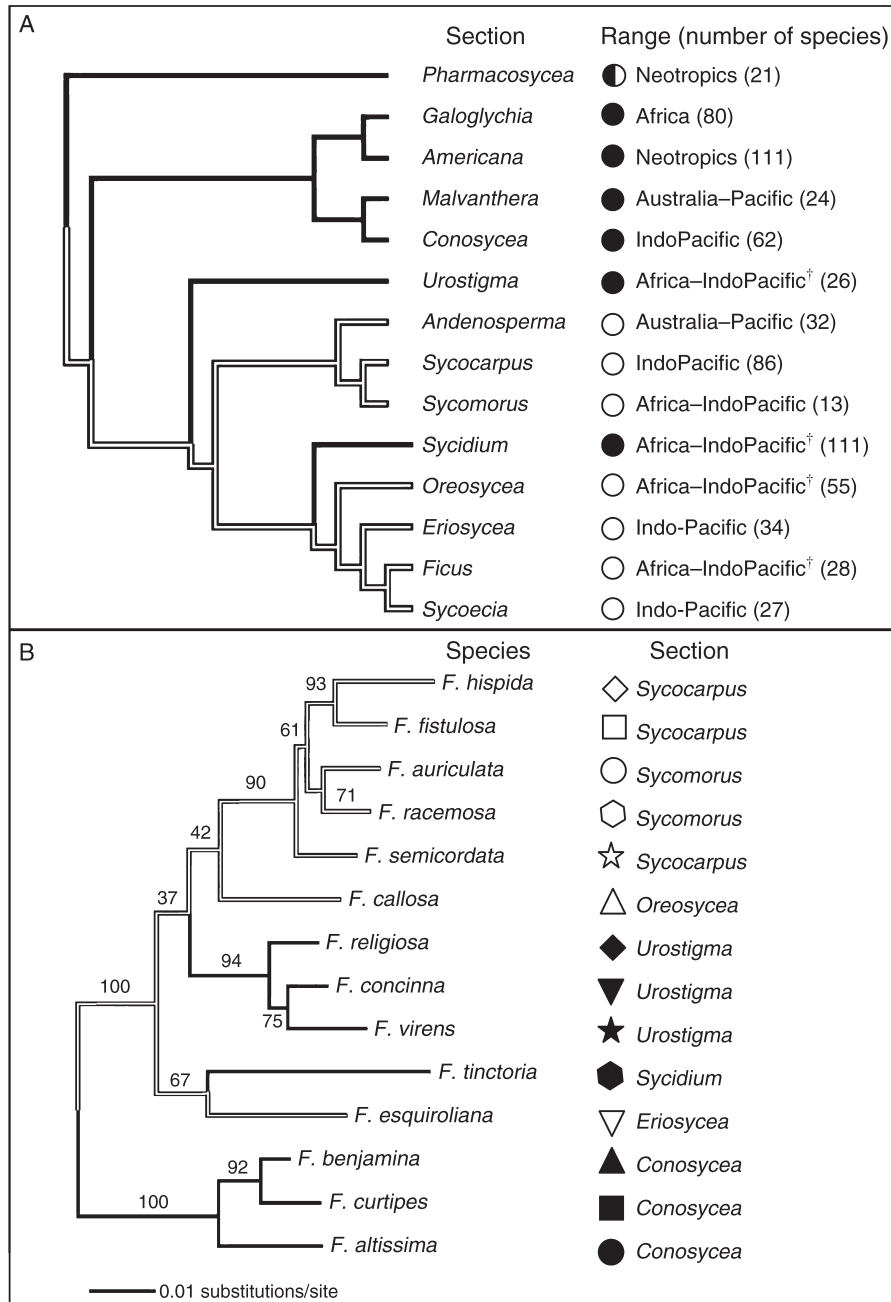 A
Section Range (number of species)
Pharmacosycea Neotropics (21)
Galoglychia Africa (80)
Americana Neotropics (111)
Malvanthera Australia–Pacific (24)
Conosycea IndoPacific (62)
Urostigma Africa–IndoPacific† (26)
Andenosperma Australia–Pacific (32)
Sycocarpus IndoPacific (86)
Sycomorus Africa–IndoPacific (13)
Sycidium Africa–IndoPacific† (111)
Oreosycea Africa–IndoPacific† (55)
Eriosycea Indo-Pacific (34)
Ficus Africa–IndoPacific† (28)
Sycoecia Indo-Pacific (27)
B
Species Section
93 F. hispida Sycocarpus
F. fistulosa Sycocarpus
61
F. auriculata Sycomorus
90 71
F. racemosa Sycomorus
42
F. semicordata Sycocarpus
37
F. callosa Oreosycea
F. religiosa Urostigma
94
F. concinna Urostigma
100
75
F. virens Urostigma
F. tinctoria Sycidium
67
F. esquiroliana Eriosycea
F. benjamina Conosycea
92
F. curtipes Conosycea
100
F. altissima Conosycea
0.01 substitutions/site